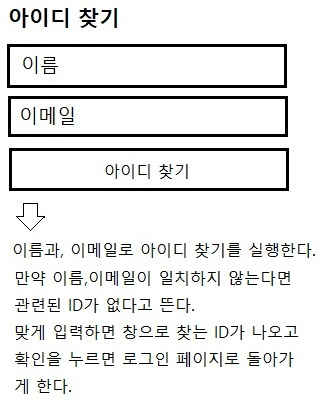 아이디 찾기
이름
이메일
아이디 찾기
이름과, 이메일로 아이디 찾기를 실행한다.
만약 이름,이메일이 일치하지 않는다면
관련된 ID가 없다고 뜬다.
맞게 입력하면 창으로 찾는 ID가 나오고
확인을 누르면 로그인 페이지로 돌아가
게 한다.